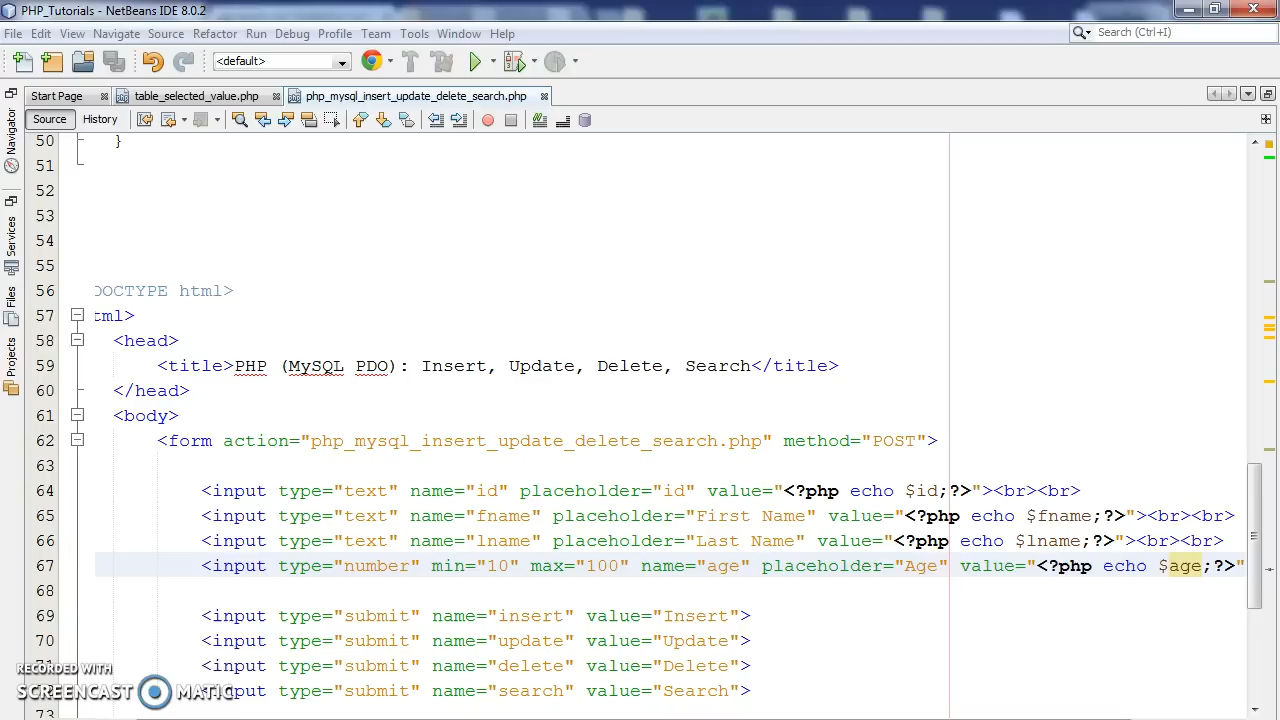 PHP_Tutorials - NetBeans IDE 8.0.2
File Edit View Navigate Source Refactor Run Debug Profile Team Tools Window Help
Search (Ctrl+I)
<default>
Start Page table_selected_value.php php_mysql_insert_update_delete_search.php
Source History
Navigator
Services
Files
Projects
50 }
51
52
53
54
55
56 DOCTYPE html>
57 tml>
58 <head>
59 <title>PHP (MySQL PDO): Insert, Update, Delete, Search</title>
60 </head>
61 <body>
62 <form action="php_mysql_insert_update_delete_search.php" method="POST">
63
64 <input type="text" name="id" placeholder="id" value="<?php echo $id;?>"><br><br>
65 <input type="text" name="fname" placeholder="First Name" value="<?php echo $fname;?>"><br><br>
66 <input type="text" name="lname" placeholder="Last Name" value="<?php echo $lname;?>"><br><br>
67 <input type="number" min="10" max="100" name="age" placeholder="Age" value="<?php echo $age;?>"
68
69 <input type="submit" name="insert" value="Insert">
70 <input type="submit" name="update" value="Update">
<input type="submit" name="delete" value="Delete">
<input type="submit" name="search" value="Search">
73
RECORDED WITH
SCREENCAST MATIC